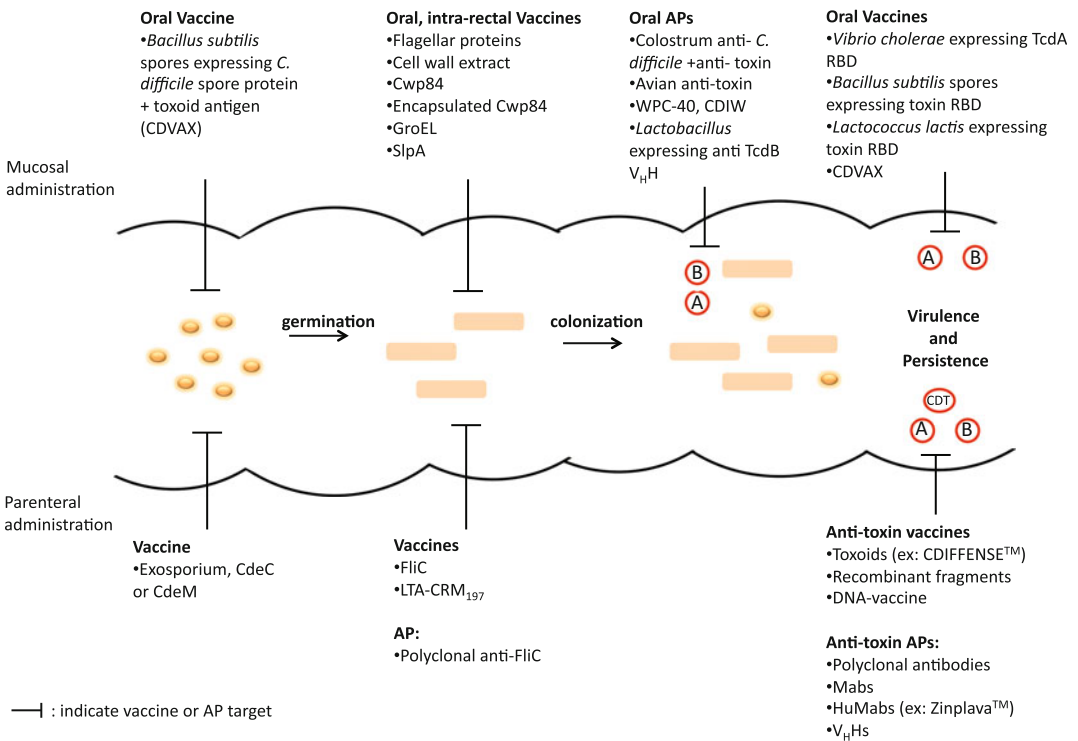 Oral Vaccine
•Bacillus subtilis
spores expressing C.
difficile spore protein
+ toxoid antigen
(CDVAX)
Oral, intra-rectal Vaccines
•Flagellar proteins
•Cell wall extract
•Cwp84
•Encapsulated Cwp84
•GroEL
•SlpA
Oral APs
•Colostrum anti- C.
difficile +anti- toxin
•Avian anti-toxin
•WPC-40, CDIW
•Lactobacillus
expressing anti TcdB
VHH
Oral Vaccines
•Vibrio cholerae expressing TcdA
RBD
•Bacillus subtilis spores
expressing toxin RBD
•Lactococcus lactis expressing
toxin RBD
•CDVAX
Mucosal
administration
germination
colonization
B
A
A
B
Virulence
and
Persistence
CDT
A
B
Parenteral
administration
Vaccine
•Exosporium, CdeC
or CdeM
Vaccines
•FliC
•LTA-CRM197
AP:
•Polyclonal anti-FliC
Anti-toxin vaccines
•Toxoids (ex: CDIFFENSE™)
•Recombinant fragments
•DNA-vaccine
Anti-toxin APs:
•Polyclonal antibodies
•Mabs
•HuMabs (ex: Zinplava™)
•VHHs
: indicate vaccine or AP target